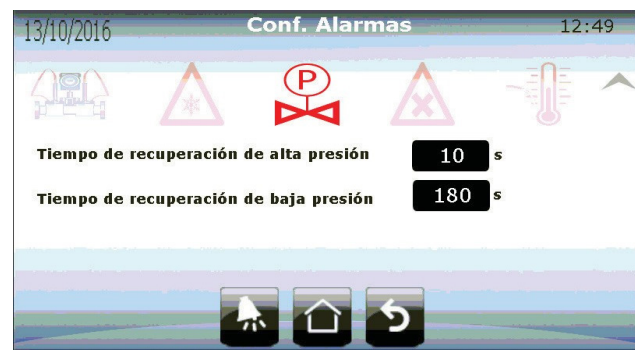 13/10/2016 Conf. Alarmas 12:49
P
Tiempo de recuperación de alta presión 10 s
Tiempo de recuperación de baja presión 180 s